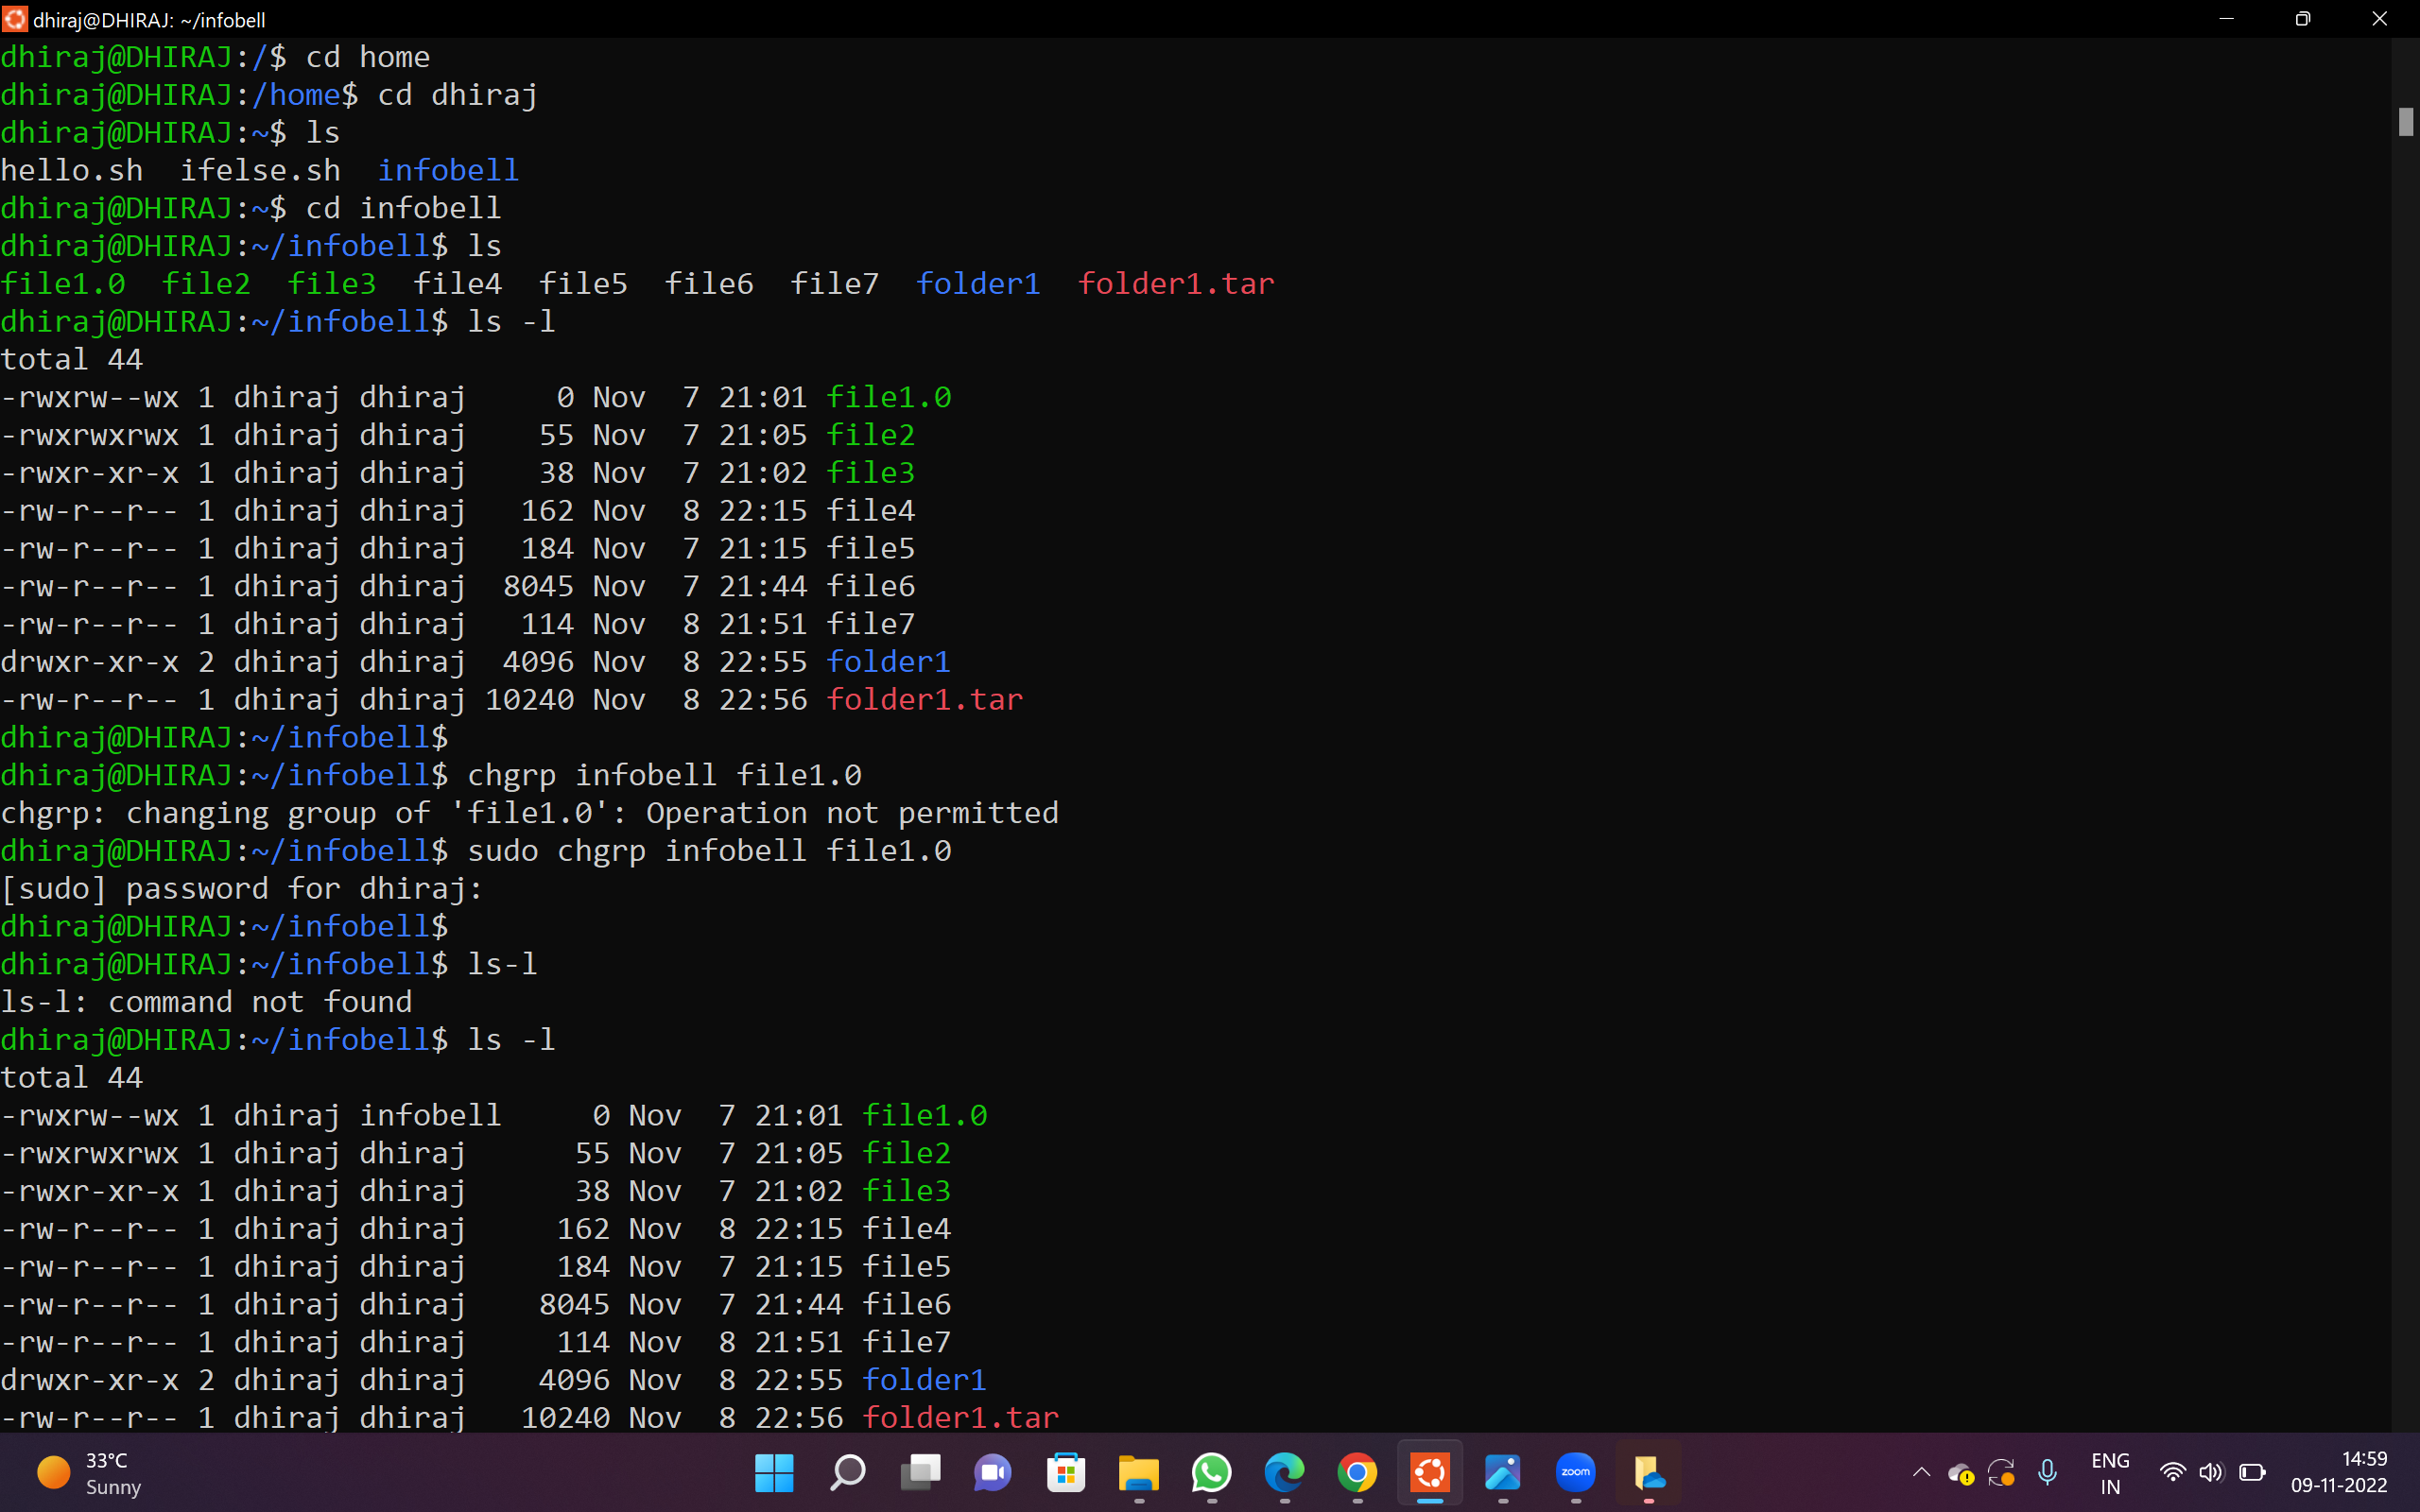 dhiraj@DHIRAJ: ~/infobell
dhiraj@DHIRAJ:/$ cd home
dhiraj@DHIRAJ:/home$ cd dhiraj
dhiraj@DHIRAJ:~$ ls
hello.sh  ifelse.sh  infobell
dhiraj@DHIRAJ:~$ cd infobell
dhiraj@DHIRAJ:~/infobell$ ls
file1.0  file2  file3  file4  file5  file6  file7  folder1  folder1.tar
dhiraj@DHIRAJ:~/infobell$ ls -l
total 44
-rwxrw--wx 1 dhiraj dhiraj     0 Nov  7 21:01 file1.0
-rwxrwxrwx 1 dhiraj dhiraj    55 Nov  7 21:05 file2
-rwxr-xr-x 1 dhiraj dhiraj    38 Nov  7 21:02 file3
-rw-r--r-- 1 dhiraj dhiraj   162 Nov  8 22:15 file4
-rw-r--r-- 1 dhiraj dhiraj   184 Nov  7 21:15 file5
-rw-r--r-- 1 dhiraj dhiraj  8045 Nov  7 21:44 file6
-rw-r--r-- 1 dhiraj dhiraj   114 Nov  8 21:51 file7
drwxr-xr-x 2 dhiraj dhiraj  4096 Nov  8 22:55 folder1
-rw-r--r-- 1 dhiraj dhiraj 10240 Nov  8 22:56 folder1.tar
dhiraj@DHIRAJ:~/infobell$
dhiraj@DHIRAJ:~/infobell$ chgrp infobell file1.0
chgrp: changing group of 'file1.0': Operation not permitted
dhiraj@DHIRAJ:~/infobell$ sudo chgrp infobell file1.0
[sudo] password for dhiraj:
dhiraj@DHIRAJ:~/infobell$
dhiraj@DHIRAJ:~/infobell$ ls-l
ls-l: command not found
dhiraj@DHIRAJ:~/infobell$ ls -l
total 44
-rwxrw--wx 1 dhiraj infobell     0 Nov  7 21:01 file1.0
-rwxrwxrwx 1 dhiraj dhiraj      55 Nov  7 21:05 file2
-rwxr-xr-x 1 dhiraj dhiraj      38 Nov  7 21:02 file3
-rw-r--r-- 1 dhiraj dhiraj     162 Nov  8 22:15 file4
-rw-r--r-- 1 dhiraj dhiraj     184 Nov  7 21:15 file5
-rw-r--r-- 1 dhiraj dhiraj    8045 Nov  7 21:44 file6
-rw-r--r-- 1 dhiraj dhiraj     114 Nov  8 21:51 file7
drwxr-xr-x 2 dhiraj dhiraj    4096 Nov  8 22:55 folder1
-rw-r--r-- 1 dhiraj dhiraj   10240 Nov  8 22:56 folder1.tar
33°C
Sunny
zoom
ENG
IN
14:59
09-11-2022